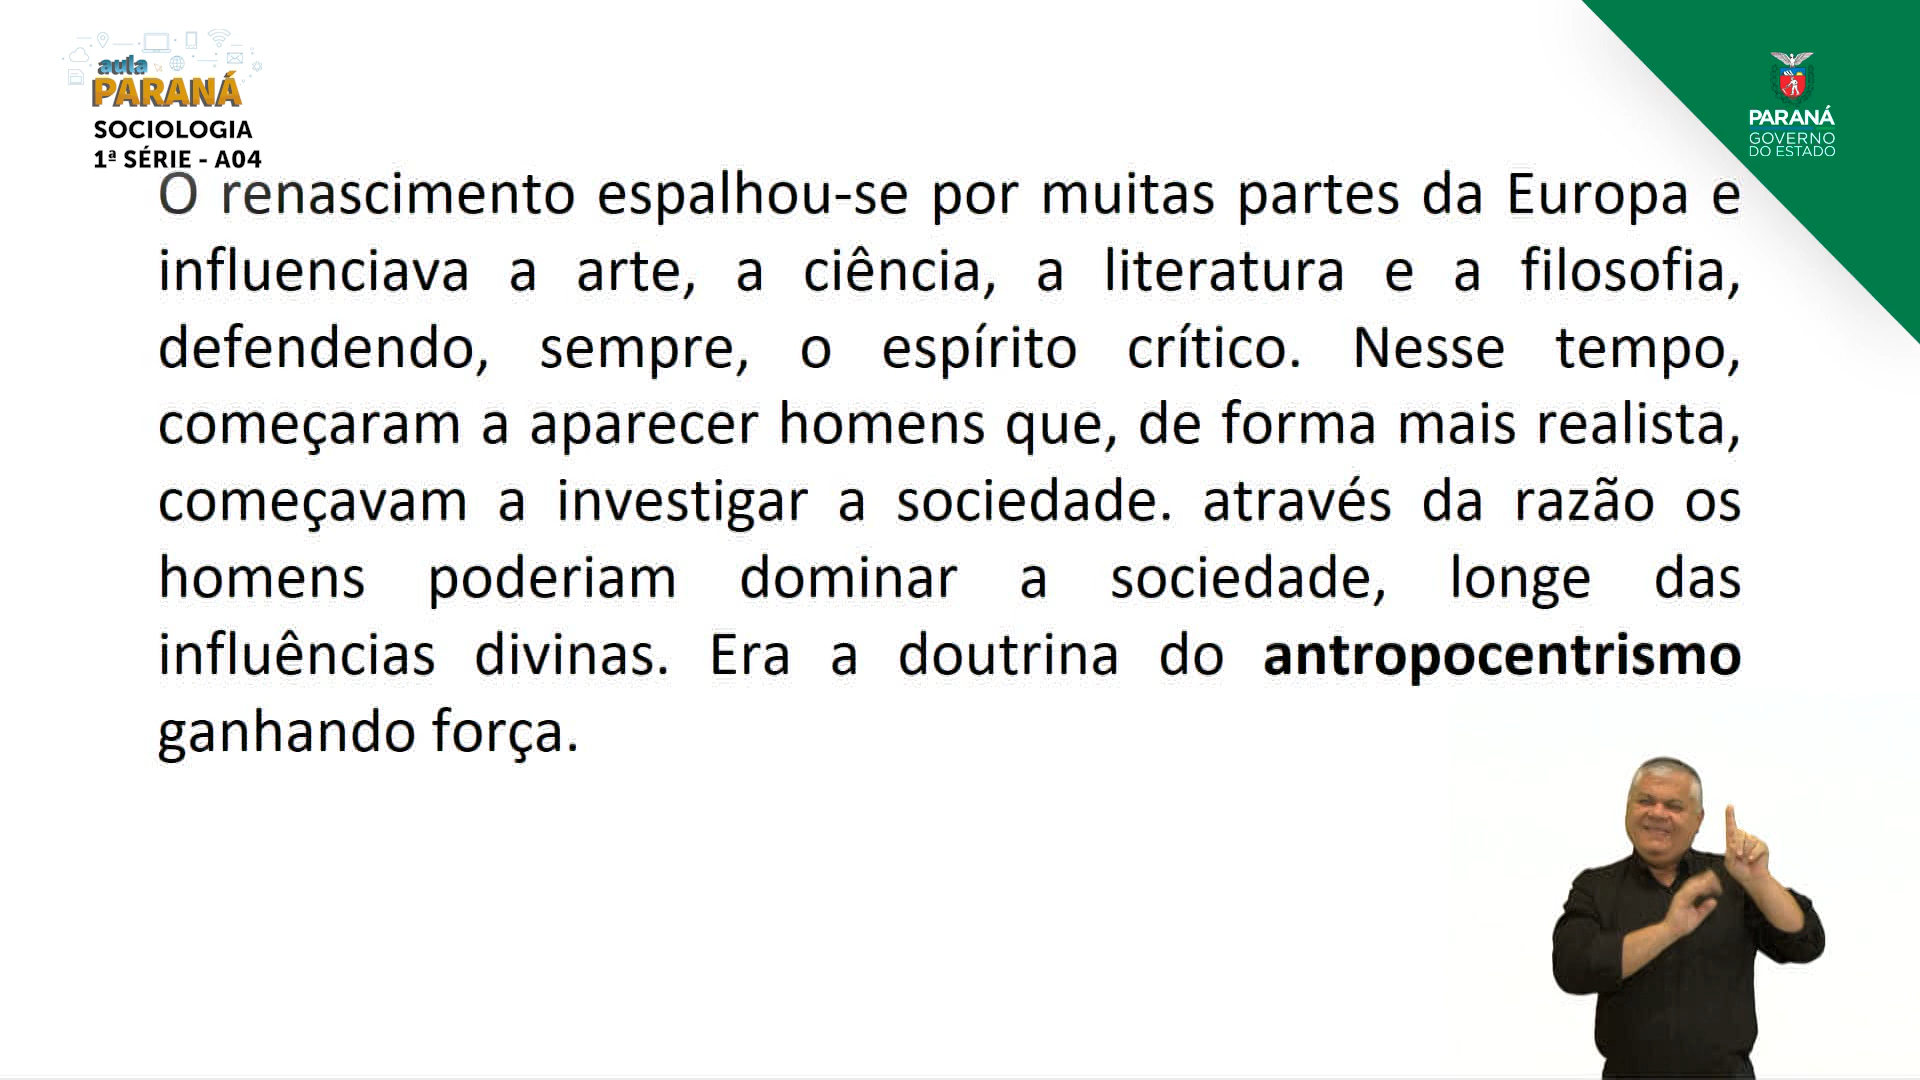 aula
PARANÁ
SOCIOLOGIA
1ª SÉRIE - A04
PARANÁ
GOVERNO
DO ESTADO
O renascimento espalhou-se por muitas partes da Europa e
influenciava a arte, a ciência, a literatura e a filosofia,
defendendo, sempre, o espírito crítico. Nesse tempo,
começaram a aparecer homens que, de forma mais realista,
começavam a investigar a sociedade. através da razão os
homens poderiam dominar a sociedade, longe das
influências divinas. Era a doutrina do antropocentrismo
ganhando força.